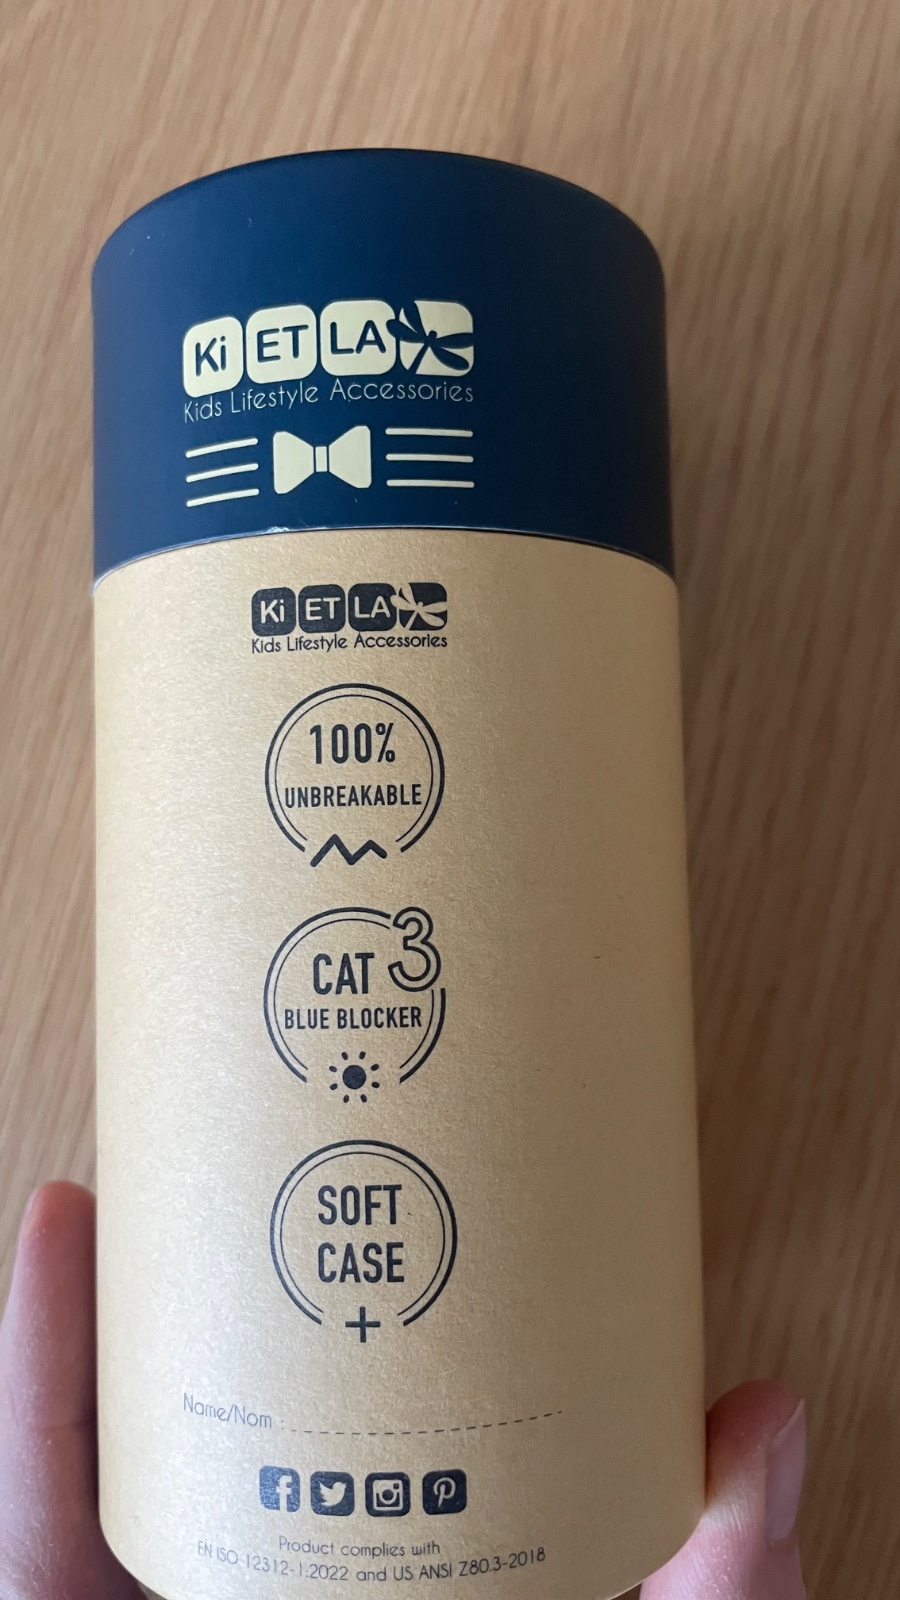 Ki ET LA
Kids Lifestyle Accessories
Ki ET LA
Kids Lifestyle Accessories
100%
UNBREAKABLE
CAT 3
BLUE BLOCKER
SOFT
CASE
+
Name/Nom :
Product complies with
EN ISO 12312-1:2022 and US ANSI Z80.3-2018